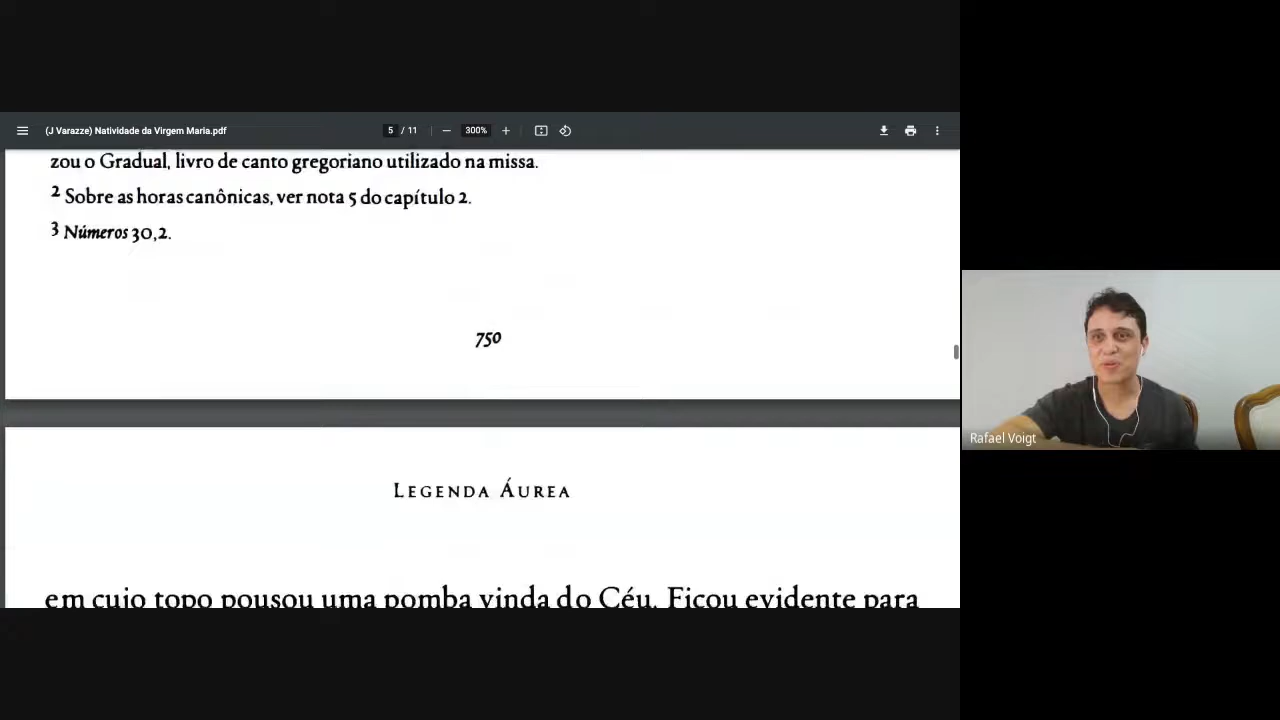 (J Varazze) Natividade da Virgem Maria.pdf
5 / 11
300%
zou o Gradual, livro de canto gregoriano utilizado na missa.
2 Sobre as horas canônicas, ver nota 5 do capítulo 2.
3 Números 30,2.
750
Rafael Voigt
LEGENDA ÁUREA
em cujo topo pousou uma pomba vinda do Céu. Ficou evidente para